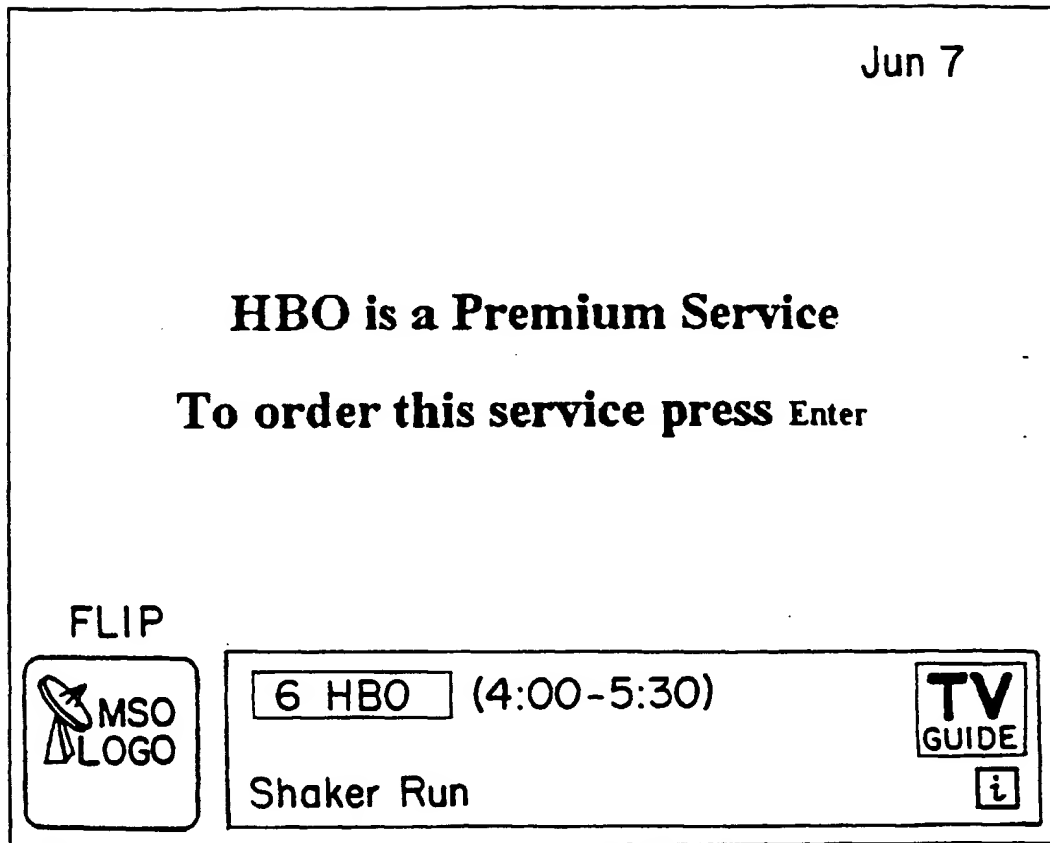 Jun 7
HBO is a Premium Service
To order this service press Enter
FLIP
MSO
LOGO
6 HBO (4:00-5:30)
Shaker Run
TV
GUIDE
i